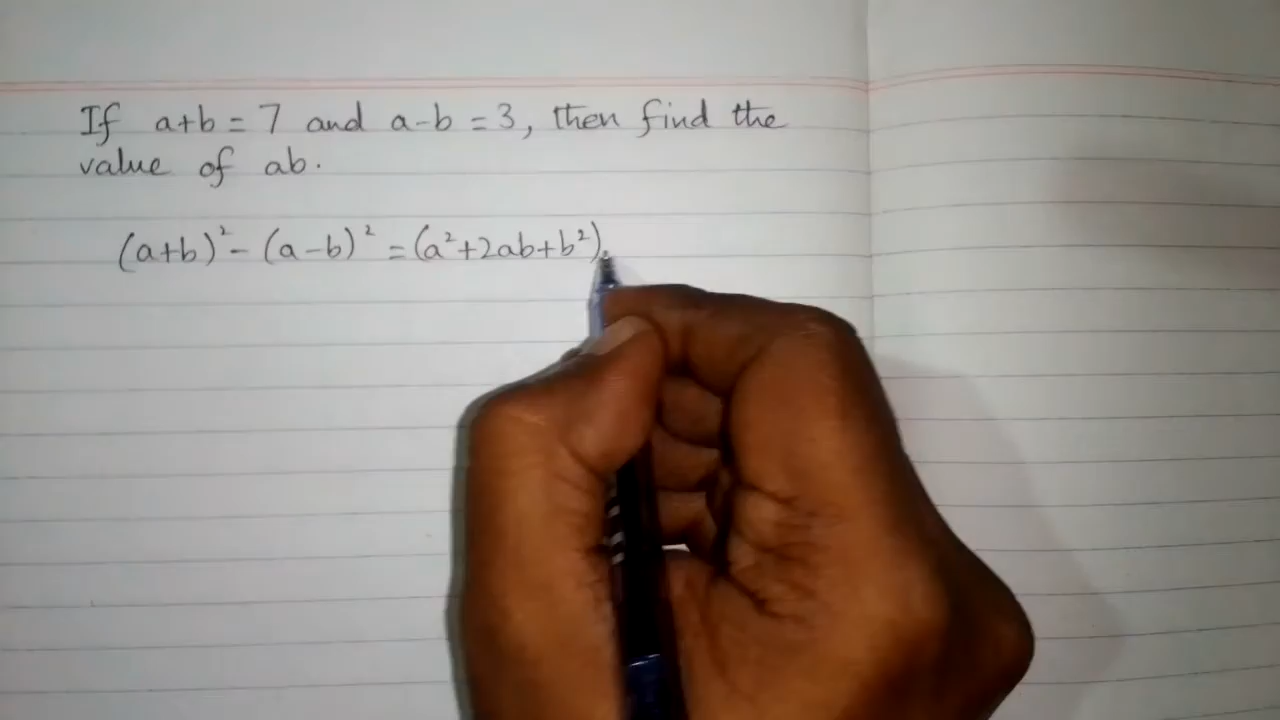 If a+b = 7 and a-b = 3, then find the
value of ab.
(a+b)² - (a-b)² = (a²+2ab+b²)